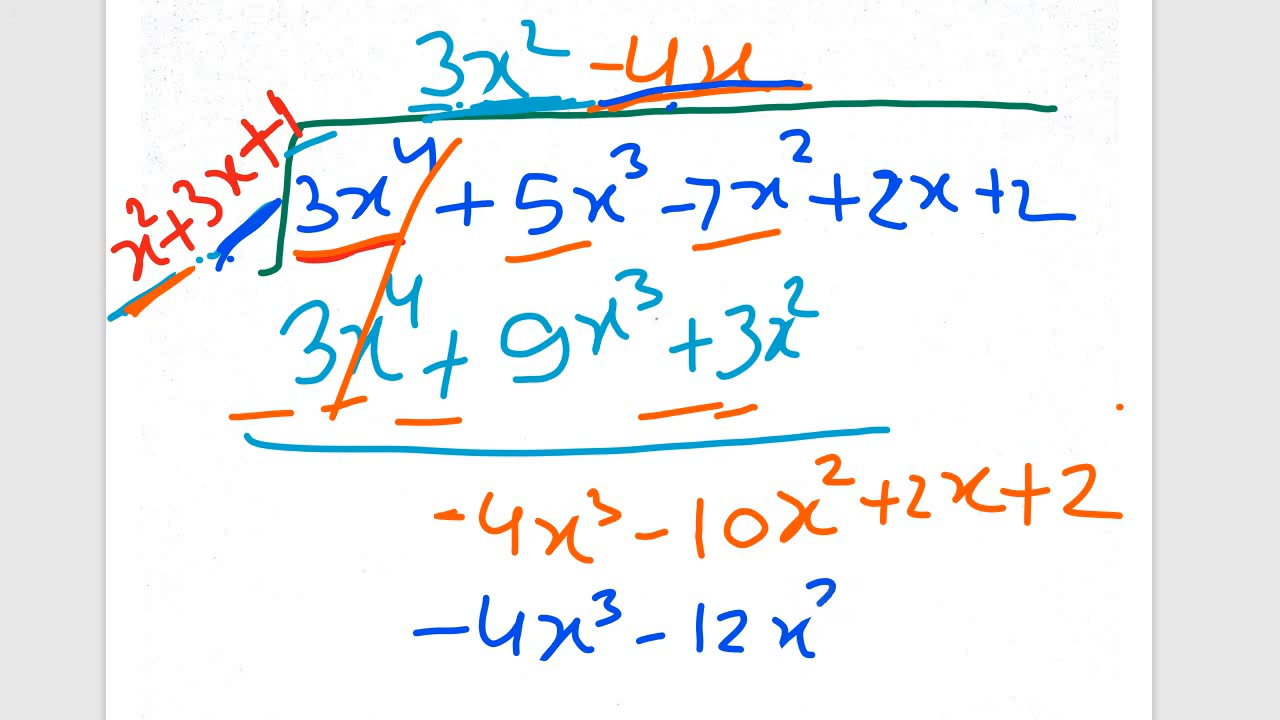 3x² -4x
x²+3x+1
3x⁴ + 5x³ -7x² +2x +2
3x⁴ + 9x³ +3x²
-4x³ - 10x² +2x+2
-4x³ - 12x²